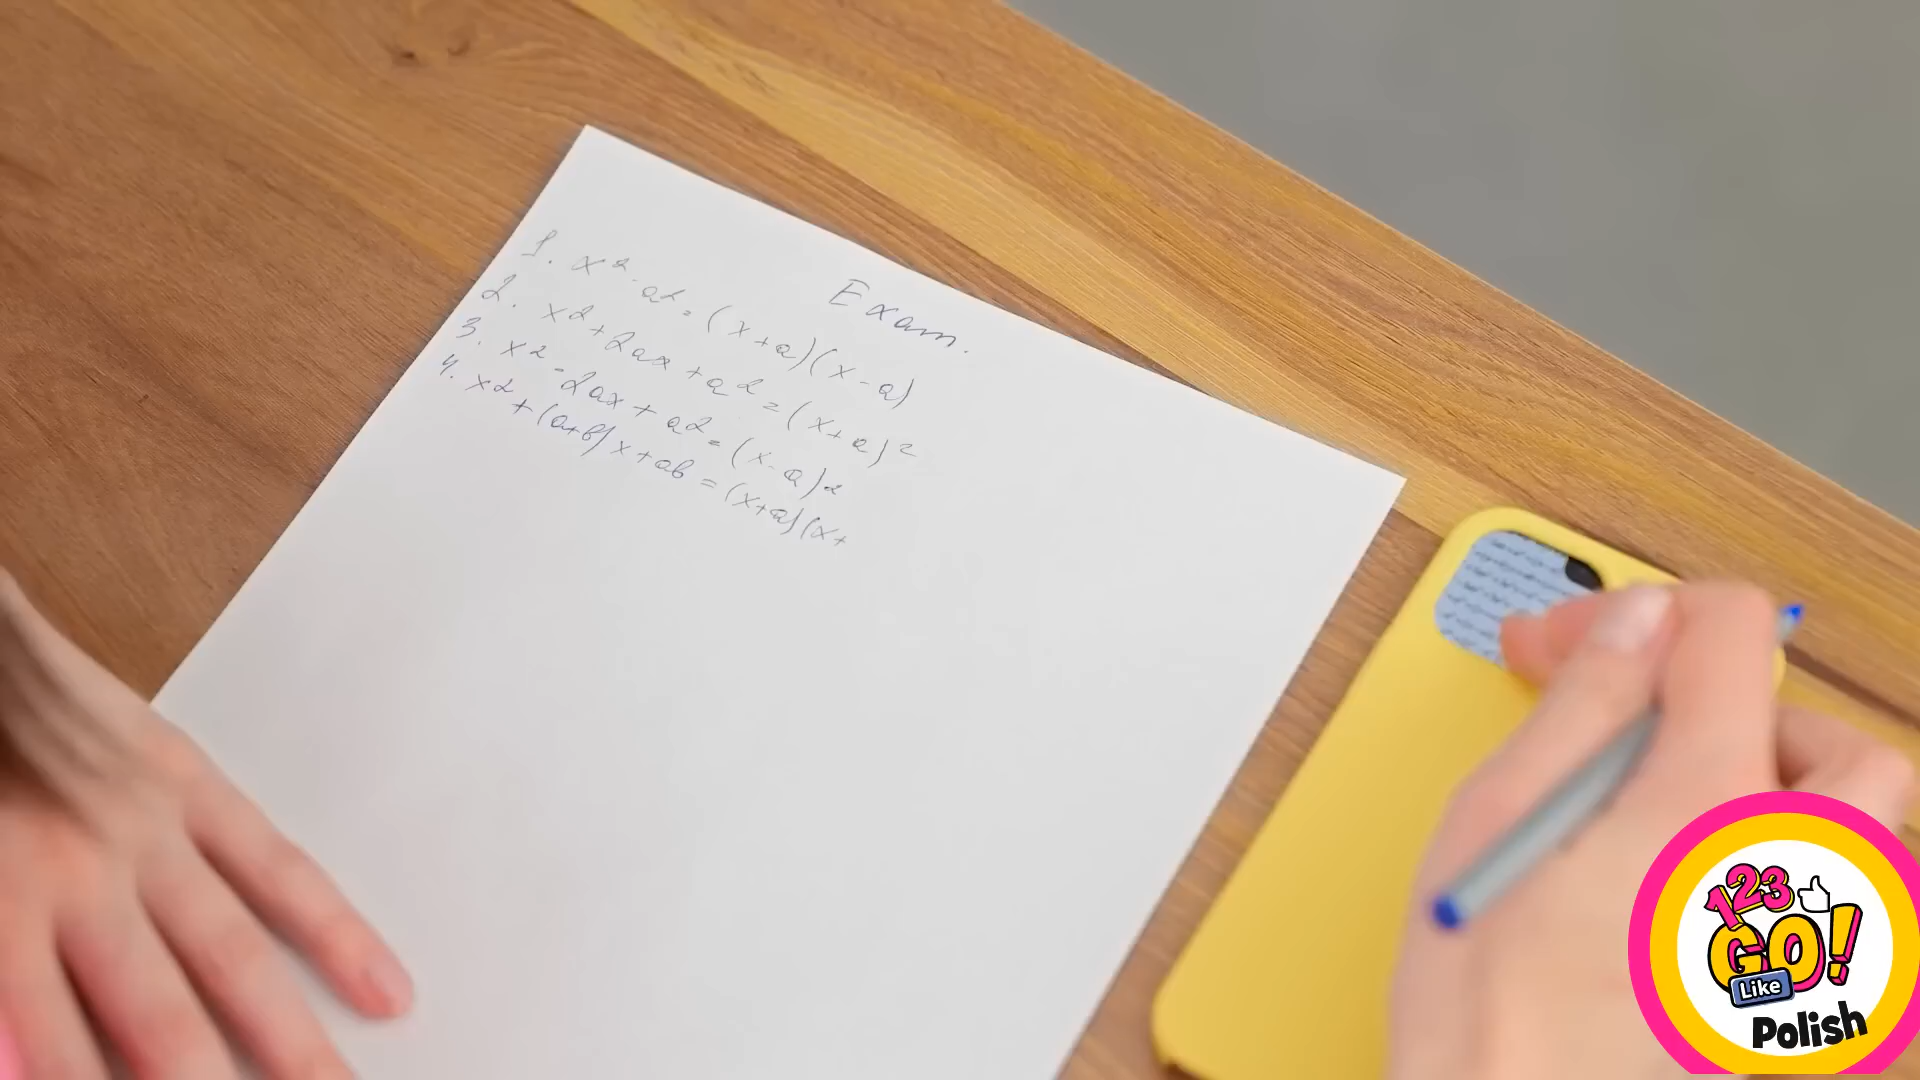 Exam.
1. x² - a² = (x+a)(x-a)
2. x² + 2ax + a² = (x+a)²
3. x² - 2ax + a² = (x-a)²
4. x² + (a+b)x + ab = (x+a)(x+
123
GO!
Like
Polish